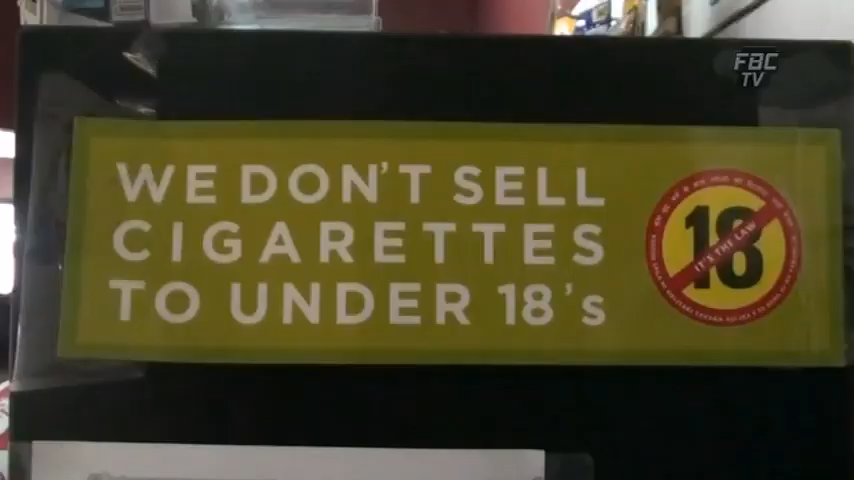 FBC
TV
WE DON'T SELL
CIGARETTES
TO UNDER 18's
18
IT'S THE LAW